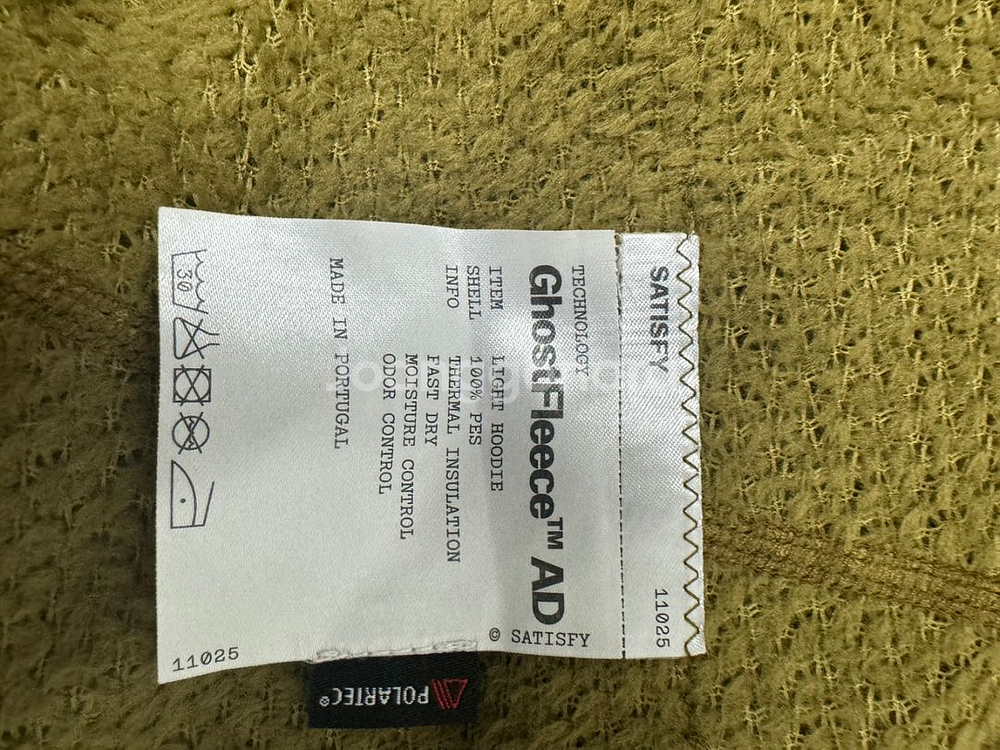 SATISFY 11025
TECHNOLOGY
GhostFleece™ AD
© SATISFY
ITEM LIGHT HOODIE
SHELL 100% PES
INFO THERMAL INSULATION
FAST DRY
MOISTURE CONTROL
ODOR CONTROL
MADE IN PORTUGAL
30
11025
POLARTEC®